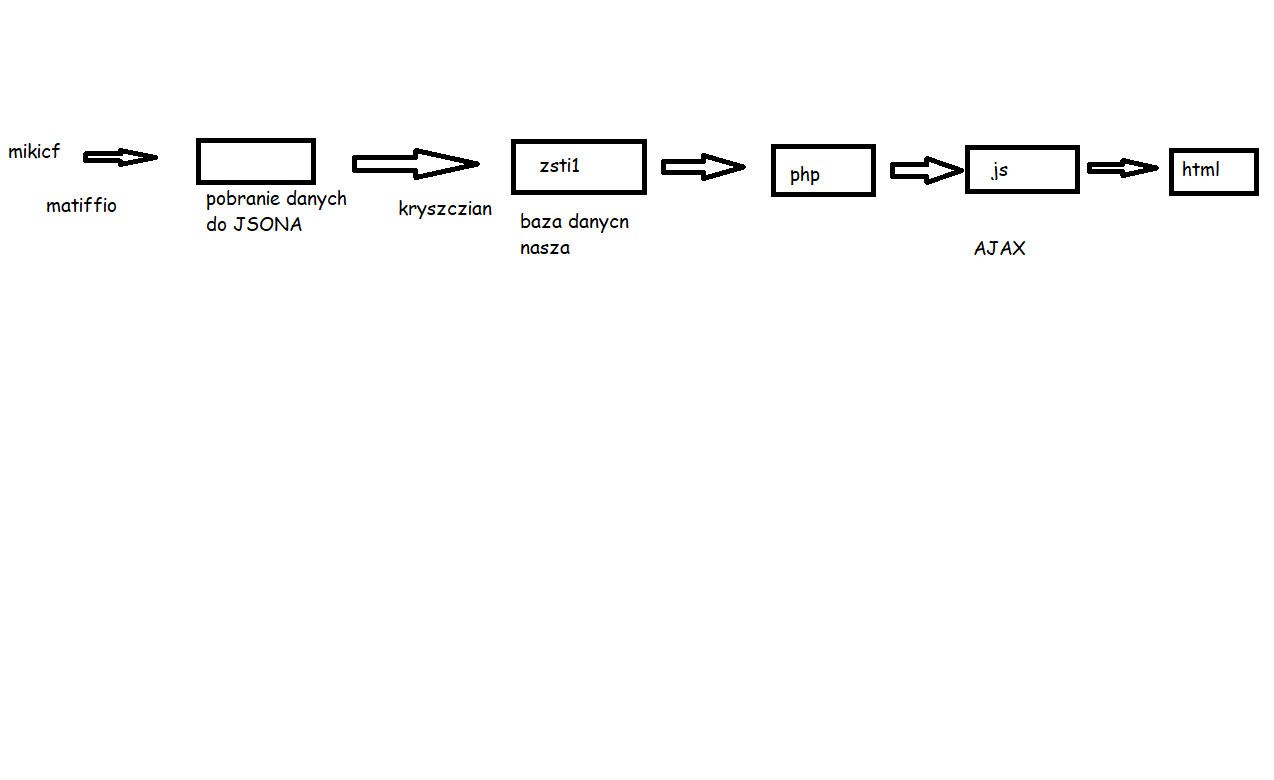 mikicf
matiffio
pobranie danych
do JSONA
kryszczian
zsti1
baza danycn
nasza
php
.js
AJAX
html